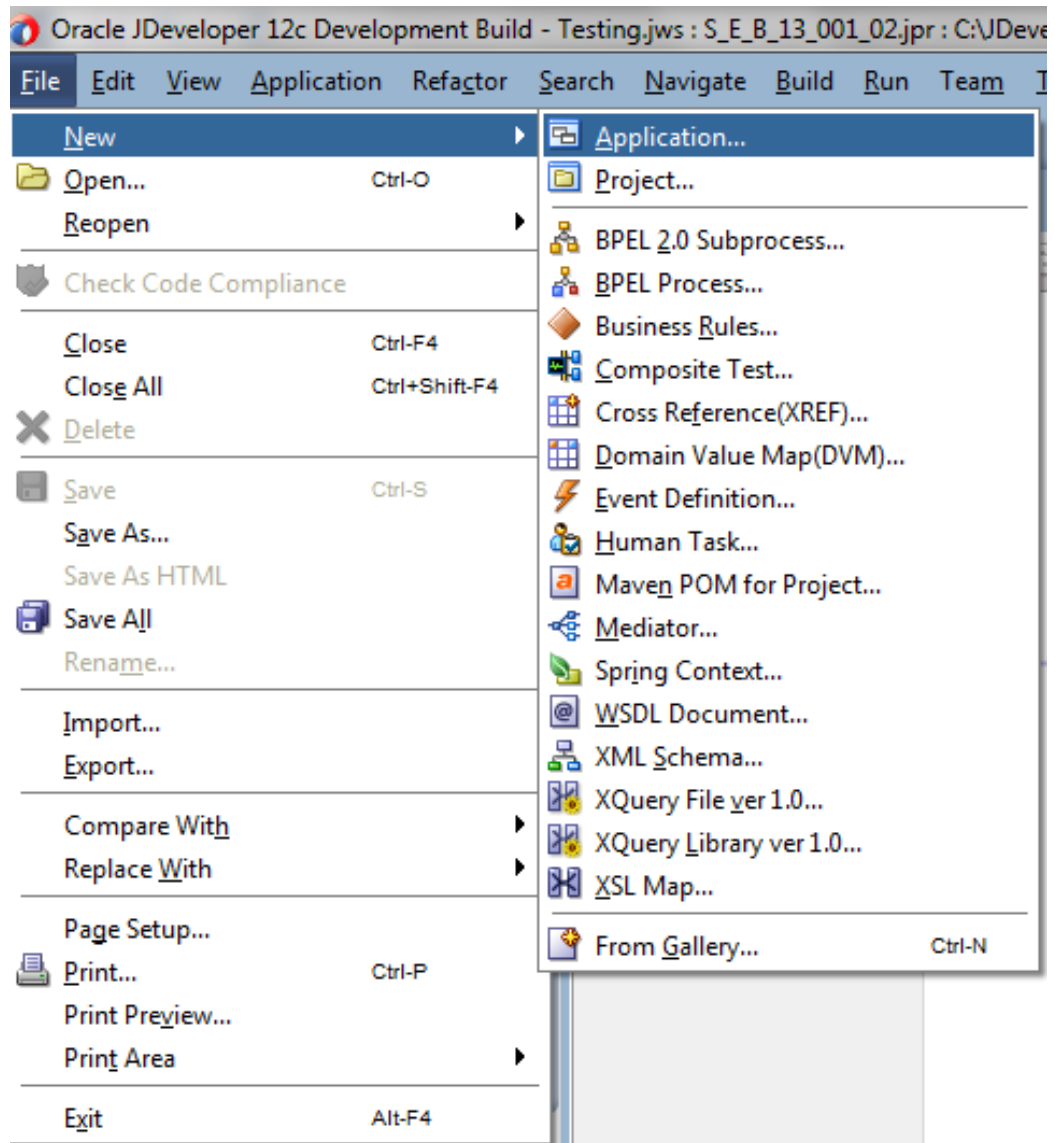 Oracle JDeveloper 12c Development Build - Testing.jws : S_E_B_13_001_02.jpr : C:\JDeve
File Edit View Application Refactor Search Navigate Build Run Team T
New
Open... Ctrl-O
Reopen
Check Code Compliance
Close Ctrl-F4
Close All Ctrl+Shift-F4
Delete
Save Ctrl-S
Save As...
Save As HTML
Save All
Rename...
Import...
Export...
Compare With
Replace With
Page Setup...
Print... Ctrl-P
Print Preview...
Print Area
Exit Alt-F4
Application...
Project...
BPEL 2.0 Subprocess...
BPEL Process...
Business Rules...
Composite Test...
Cross Reference(XREF)...
Domain Value Map(DVM)...
Event Definition...
Human Task...
Maven POM for Project...
Mediator...
Spring Context...
WSDL Document...
XML Schema...
XQuery File ver 1.0...
XQuery Library ver 1.0...
XSL Map...
From Gallery... Ctrl-N